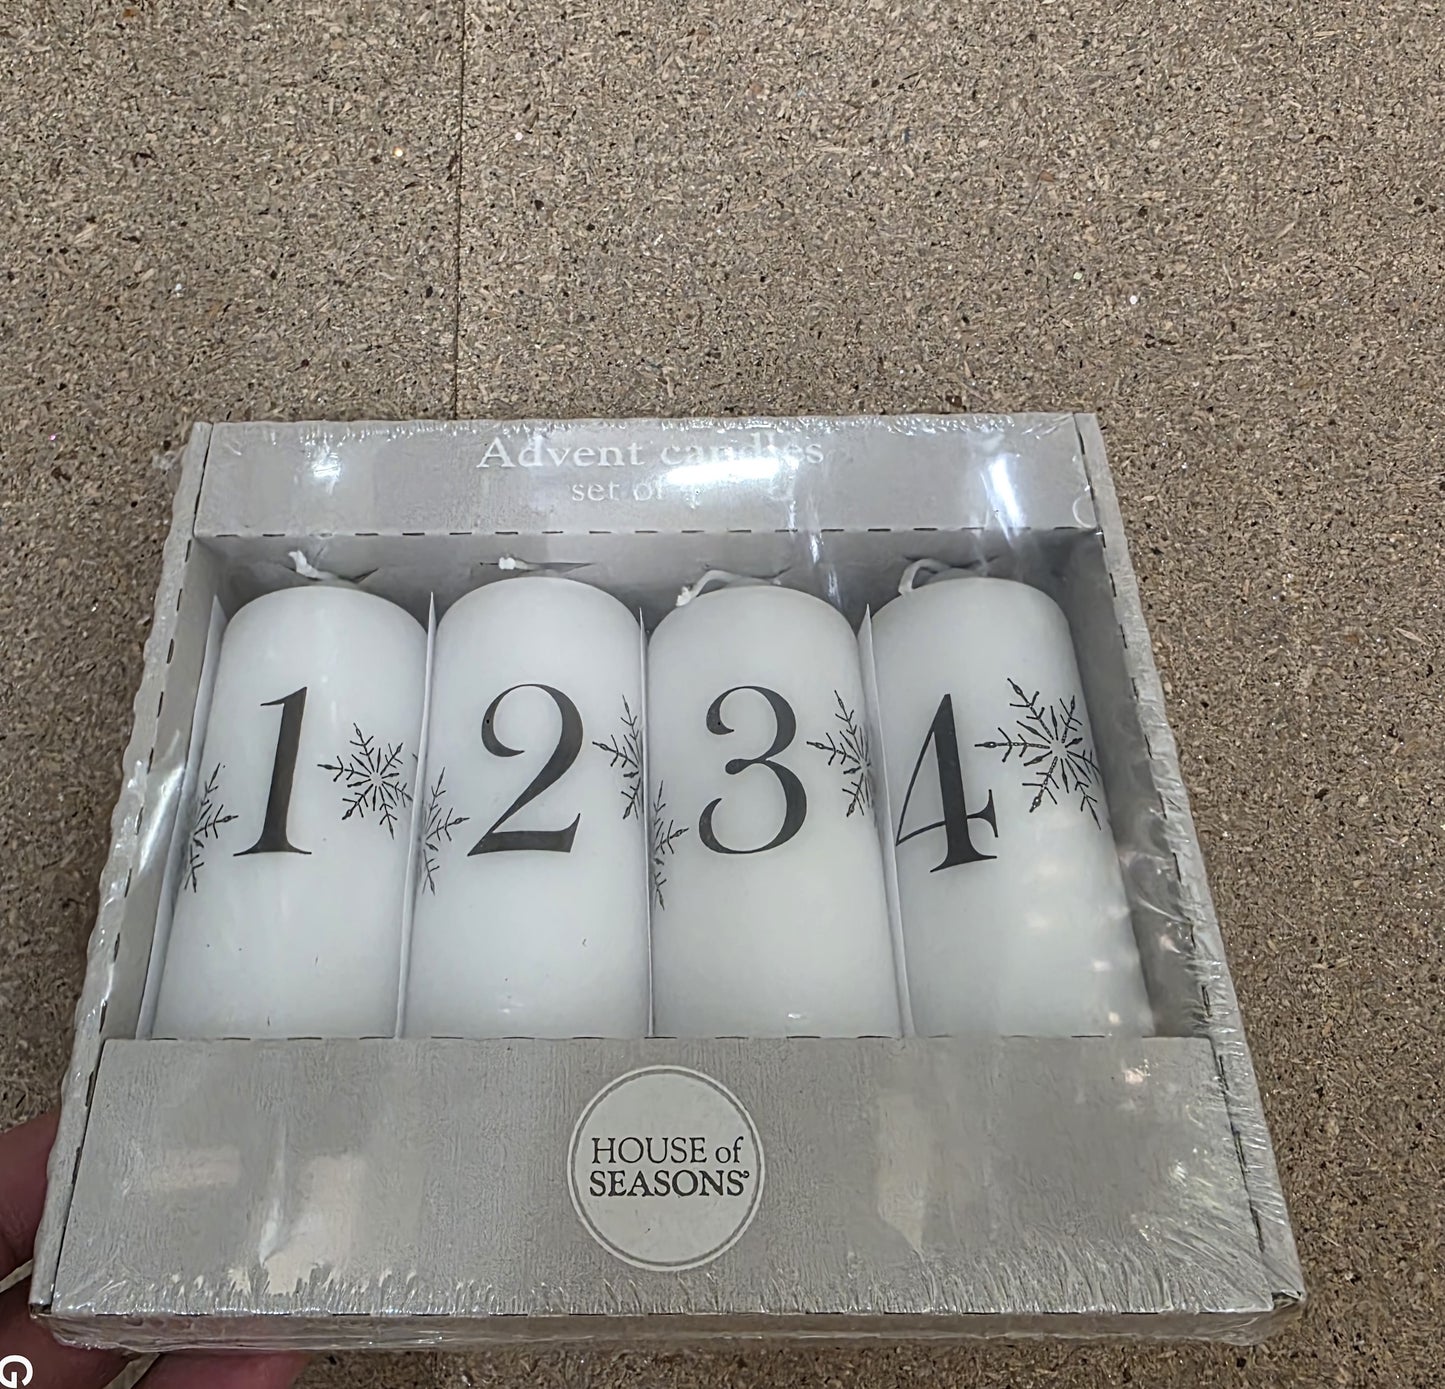 Advent candles
set of
1 2 3 4
HOUSE of
SEASONS®
G